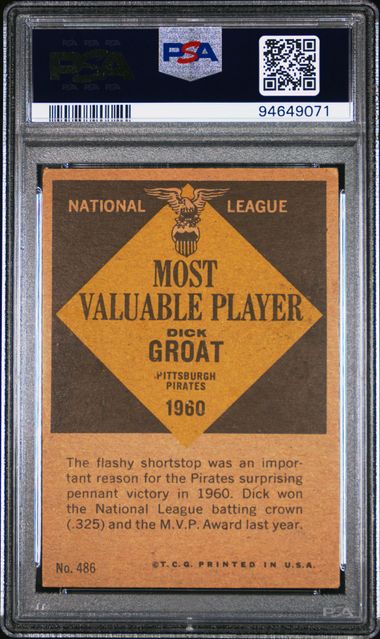 PSA
94649071
NATIONAL LEAGUE
MOST
VALUABLE PLAYER
DICK
GROAT
PITTSBURGH
PIRATES
1960
The flashy shortstop was an impor-
tant reason for the Pirates surprising
pennant victory in 1960. Dick won
the National League batting crown
(.325) and the M.V.P. Award last year.
No. 486
©T.C.G. PRINTED IN U.S.A.
PSA